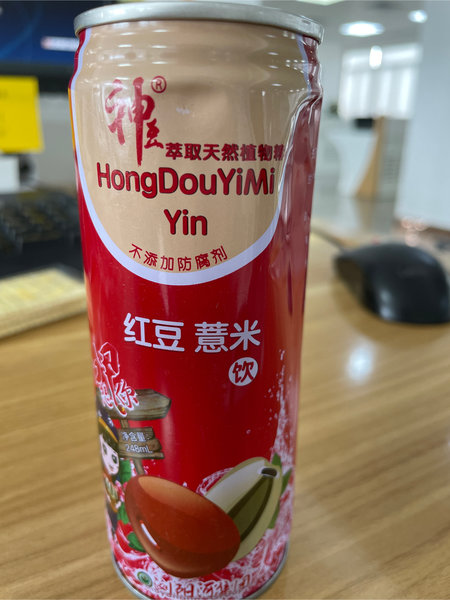 神®
萃取天然植物精
HongDouYiMi
Yin
不添加防腐剂
红豆 薏米
饮
净含量
248mL